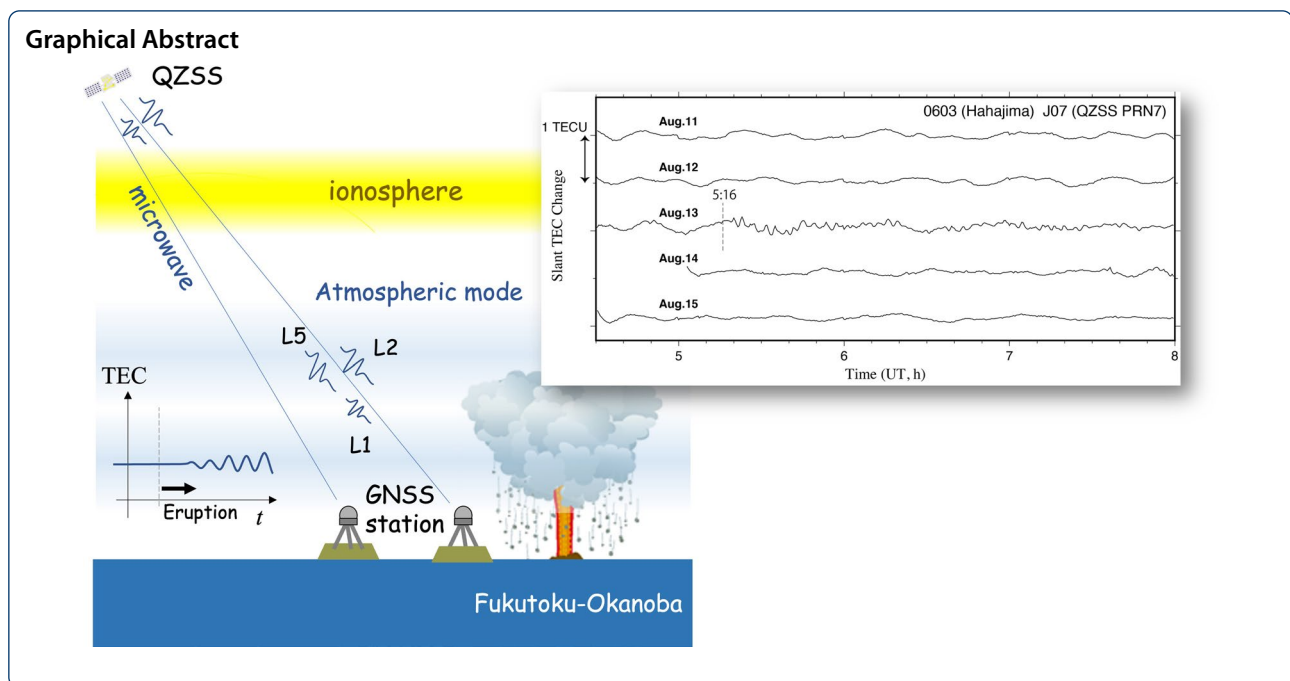 Graphical Abstract
QZSS
microwave
ionosphere
Atmospheric mode
L5
L2
L1
TEC
Eruption
t
GNSS
station
Fukutoku-Okanoba
0603 (Hahajima) J07 (QZSS PRN7)
1 TECU
Slant TEC Change
Aug.11
Aug.12
5:16
Aug.13
Aug.14
Aug.15
5 6 7 8
Time (UT, h)